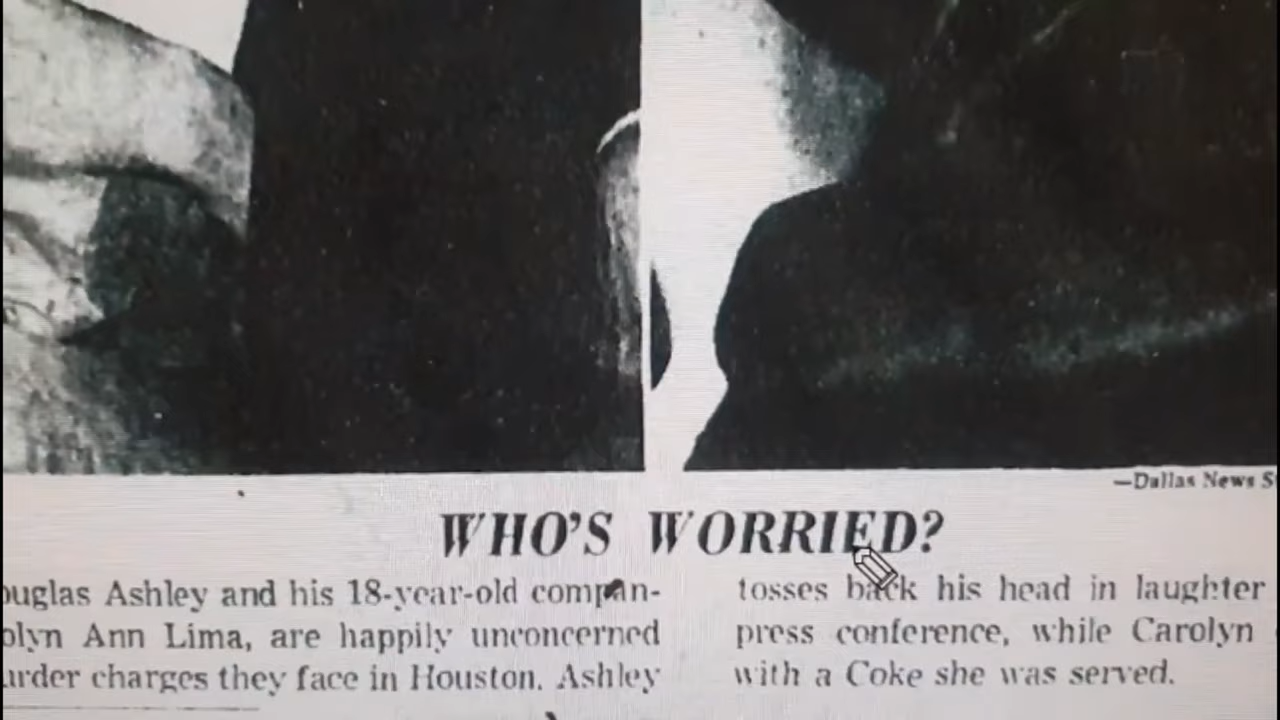 —Dallas News
WHO'S WORRIED?
ouglas Ashley and his 18-year-old compan-
olyn Ann Lima, are happily unconcerned
urder charges they face in Houston. Ashley
tosses back his head in laughter
press conference, while Carolyn
with a Coke she was served.